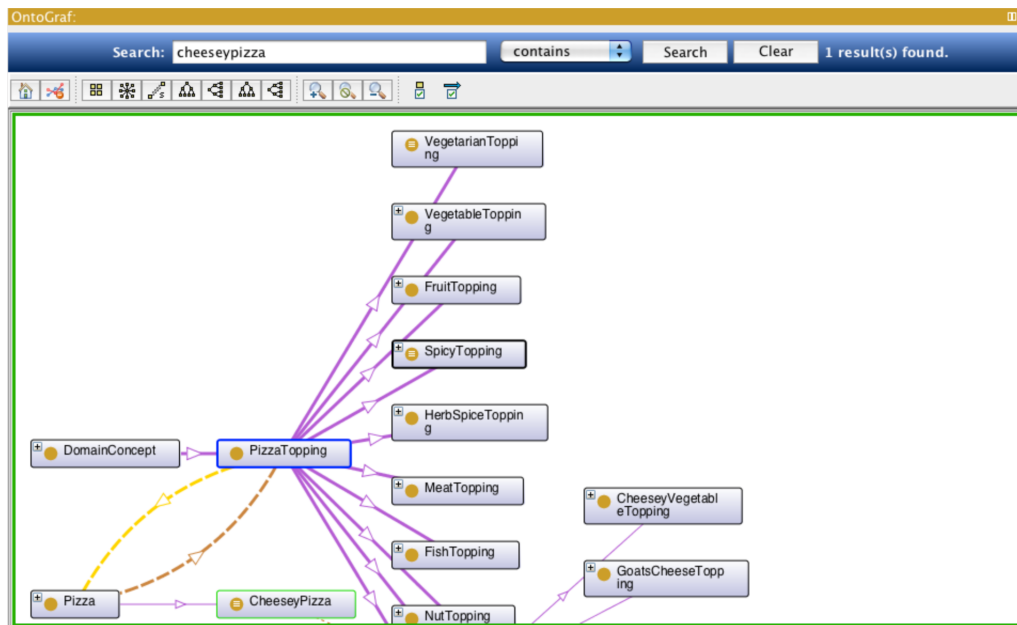 OntoGraf:
Search: cheeseypizza contains Search Clear 1 result(s) found.
VegetarianToppi
ng
VegetableToppin
g
FruitTopping
SpicyTopping
HerbSpiceToppin
g
DomainConcept
PizzaTopping
MeatTopping
CheeseyVegetabl
eTopping
FishTopping
GoatsCheeseTopp
ing
Pizza
CheeseyPizza
NutTopping